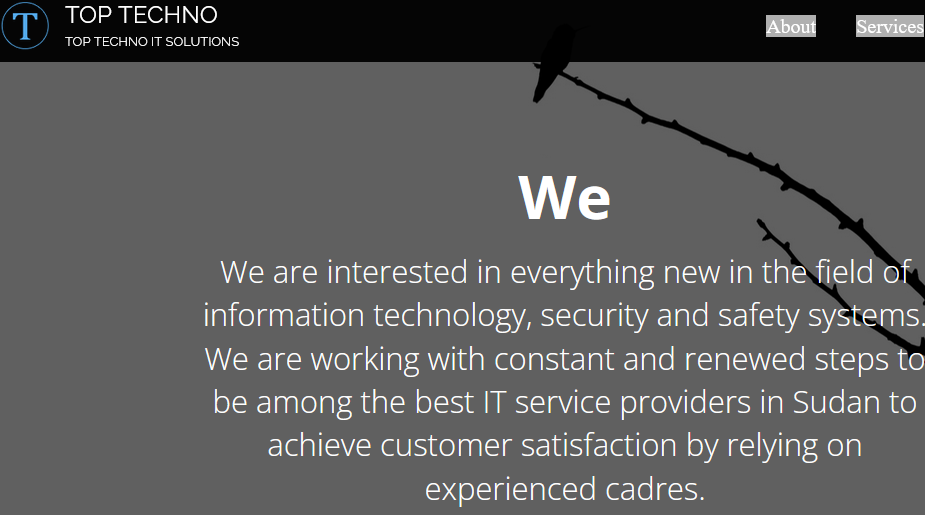 T
TOP TECHNO
TOP TECHNO IT SOLUTIONS
About
Services
We
We are interested in everything new in the field of
information technology, security and safety systems.
We are working with constant and renewed steps to
be among the best IT service providers in Sudan to
achieve customer satisfaction by relying on
experienced cadres.